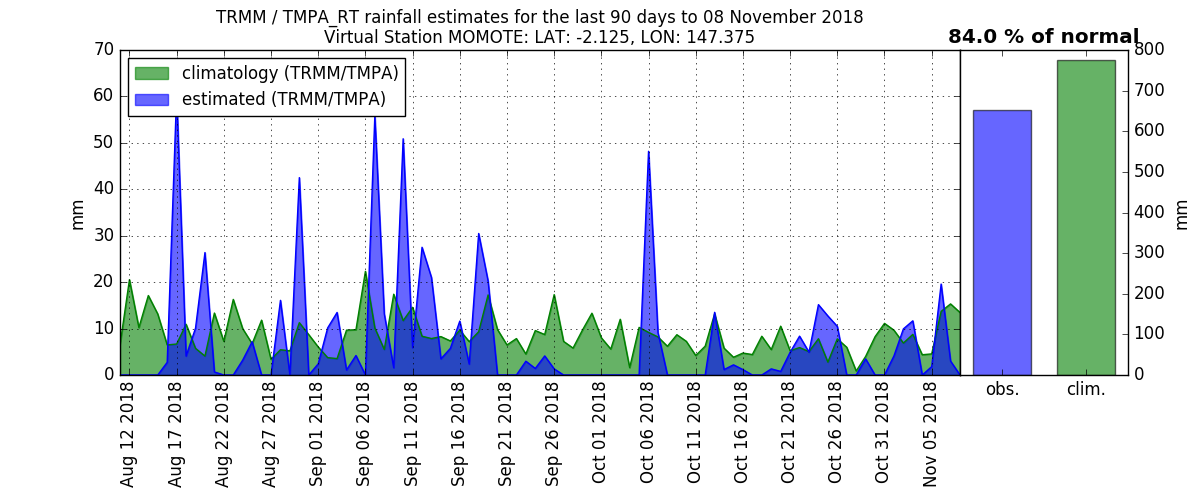 TRMM / TMPA_RT rainfall estimates for the last 90 days to 08 November 2018
Virtual Station MOMOTE: LAT: -2.125, LON: 147.375
84.0 % of normal
climatology (TRMM/TMPA)
estimated (TRMM/TMPA)
70
60
50
40
30
20
10
0
mm
800
700
600
500
400
300
200
100
0
mm
Aug 12 2018
Aug 17 2018
Aug 22 2018
Aug 27 2018
Sep 01 2018
Sep 06 2018
Sep 11 2018
Sep 16 2018
Sep 21 2018
Sep 26 2018
Oct 01 2018
Oct 06 2018
Oct 11 2018
Oct 16 2018
Oct 21 2018
Oct 26 2018
Oct 31 2018
Nov 05 2018
obs.
clim.